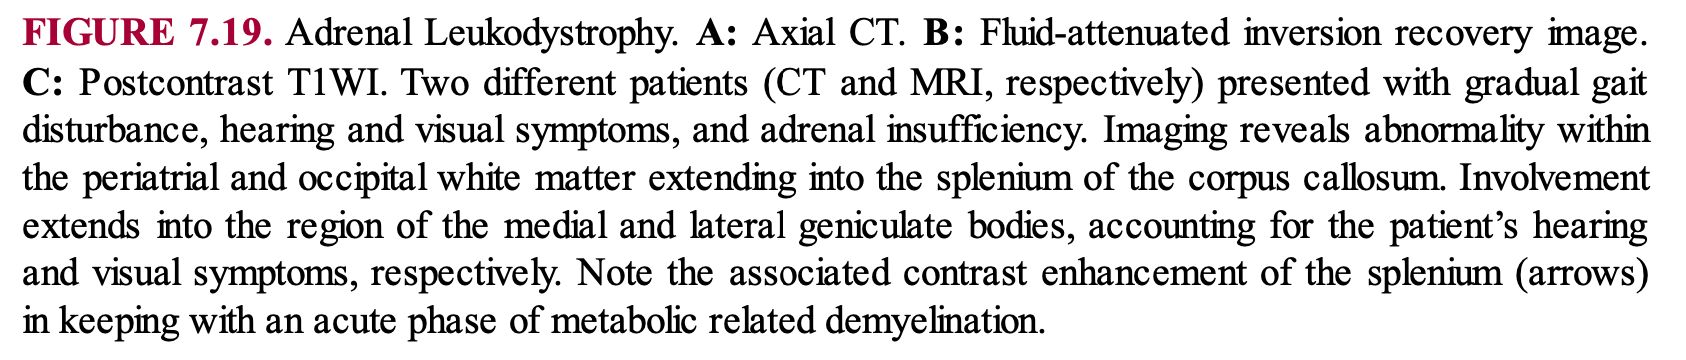 FIGURE 7.19. Adrenal Leukodystrophy. A: Axial CT. B: Fluid-attenuated inversion recovery image.
C: Postcontrast T1WI. Two different patients (CT and MRI, respectively) presented with gradual gait
disturbance, hearing and visual symptoms, and adrenal insufficiency. Imaging reveals abnormality within
the periatrial and occipital white matter extending into the splenium of the corpus callosum. Involvement
extends into the region of the medial and lateral geniculate bodies, accounting for the patient’s hearing
and visual symptoms, respectively. Note the associated contrast enhancement of the splenium (arrows)
in keeping with an acute phase of metabolic related demyelination.